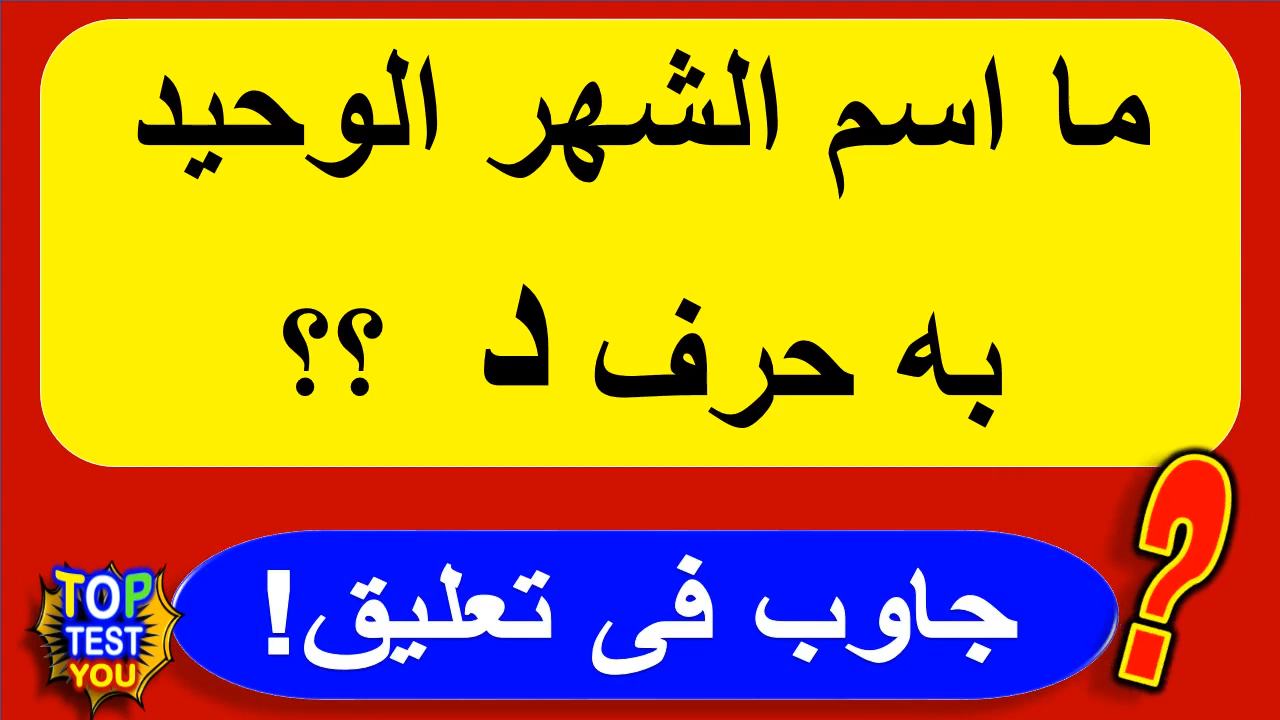 ما اسم الشهر الوحيد
به حرف د ؟؟
?
جاوب فى تعليق!
TOP
TEST
YOU